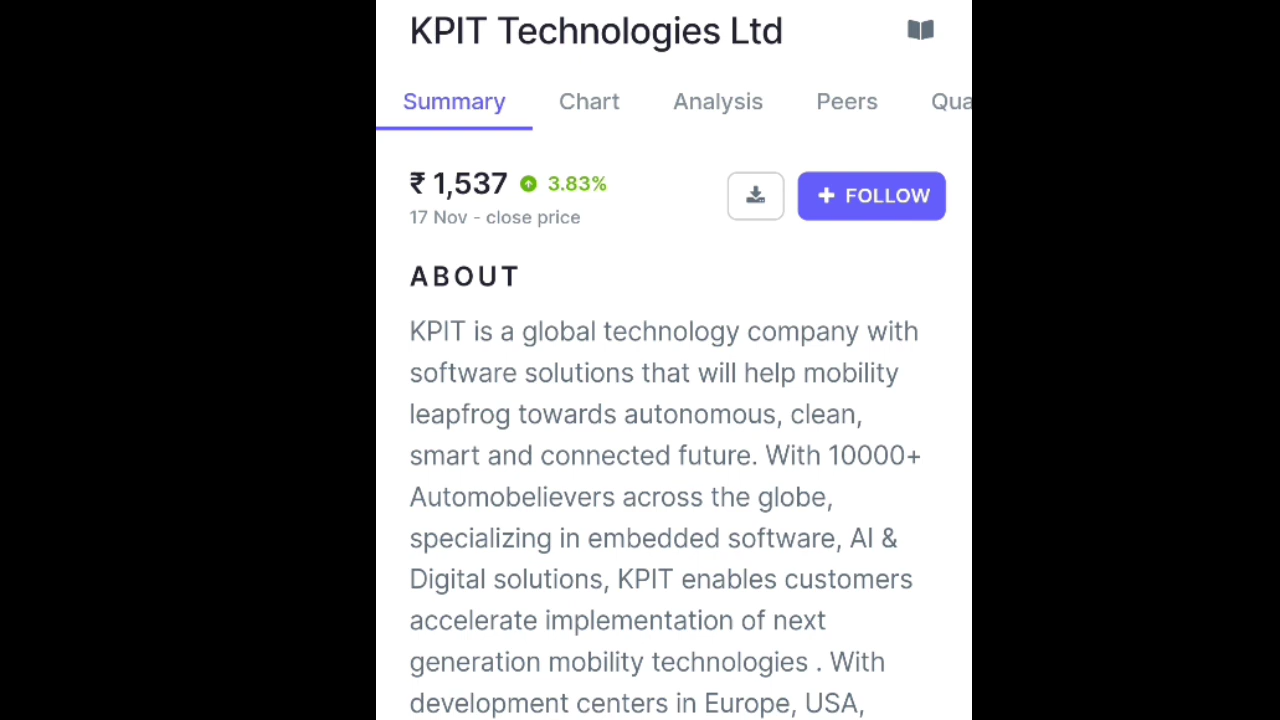 KPIT Technologies Ltd
Summary Chart Analysis Peers Qua
₹ 1,537 3.83%
17 Nov - close price
+ FOLLOW
ABOUT
KPIT is a global technology company with
software solutions that will help mobility
leapfrog towards autonomous, clean,
smart and connected future. With 10000+
Automobelievers across the globe,
specializing in embedded software, AI &
Digital solutions, KPIT enables customers
accelerate implementation of next
generation mobility technologies . With
development centers in Europe, USA,